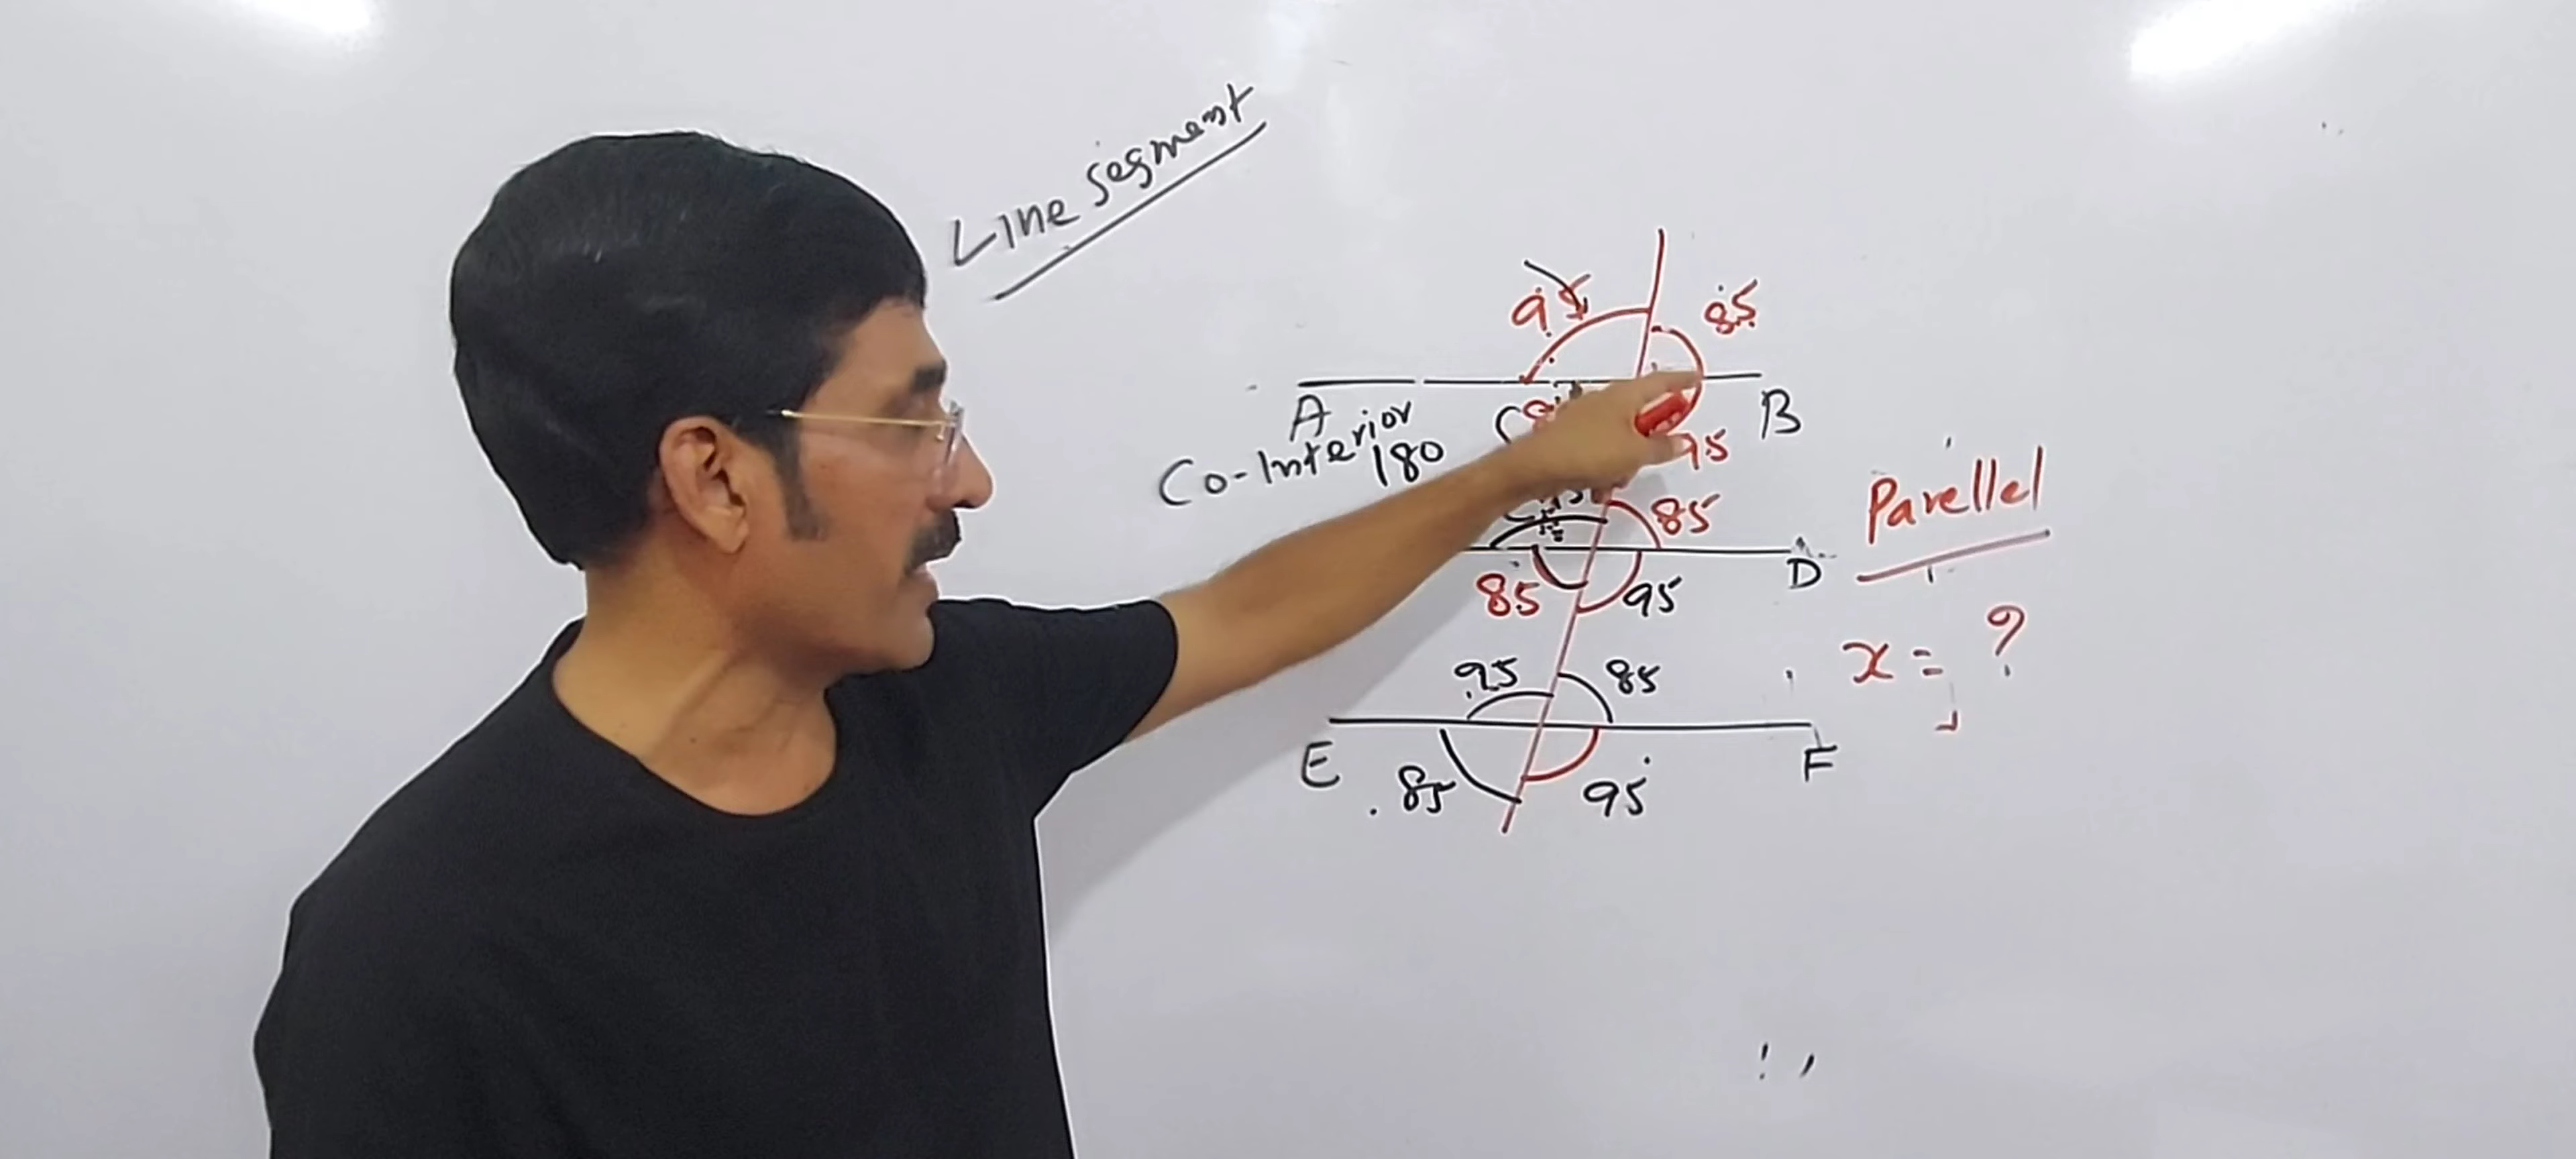 Line segment
95 85
A B
Co-Interior
180
95
85
D
85 95
Parellel
x = ?
95 85
E F
85 95